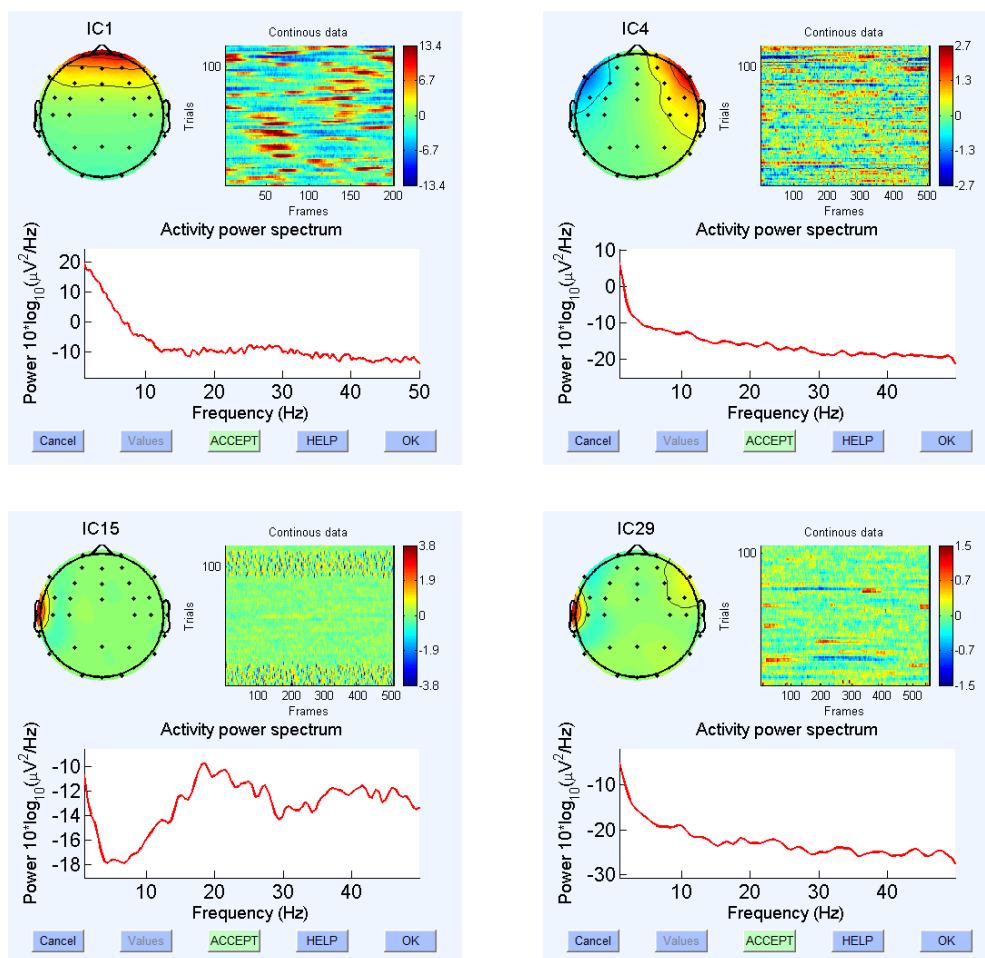 IC1
Continous data
100
Trials
13.4
6.7
0
-6.7
-13.4
50 100 150 200
Frames
Activity power spectrum
Power 10*log10(μV2/Hz)
20
10
0
-10
10 20 30 40 50
Frequency (Hz)
Cancel Values ACCEPT HELP OK
IC4
Continous data
100
Trials
2.7
1.3
0
-1.3
-2.7
100 200 300 400 500
Frames
Activity power spectrum
Power 10*log10(μV2/Hz)
10
0
-10
-20
10 20 30 40
Frequency (Hz)
Cancel Values ACCEPT HELP OK
IC15
Continous data
100
Trials
3.8
1.9
0
-1.9
-3.8
100 200 300 400 500
Frames
Activity power spectrum
Power 10*log10(μV2/Hz)
-10
-12
-14
-16
-18
10 20 30 40
Frequency (Hz)
Cancel Values ACCEPT HELP OK
IC29
Continous data
100
Trials
1.5
0.7
0
-0.7
-1.5
100 200 300 400 500
Frames
Activity power spectrum
Power 10*log10(μV2/Hz)
-10
-20
-30
10 20 30 40
Frequency (Hz)
Cancel Values ACCEPT HELP OK